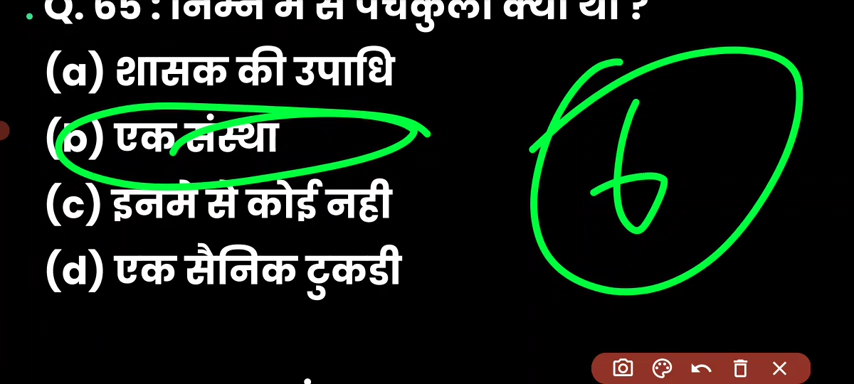 . Q. 65 : निम्न में से पंचकुला क्या था ?
(a) शासक की उपाधि
(b) एक संस्था
(c) इनमे से कोई नही
(d) एक सैनिक टुकडी
b